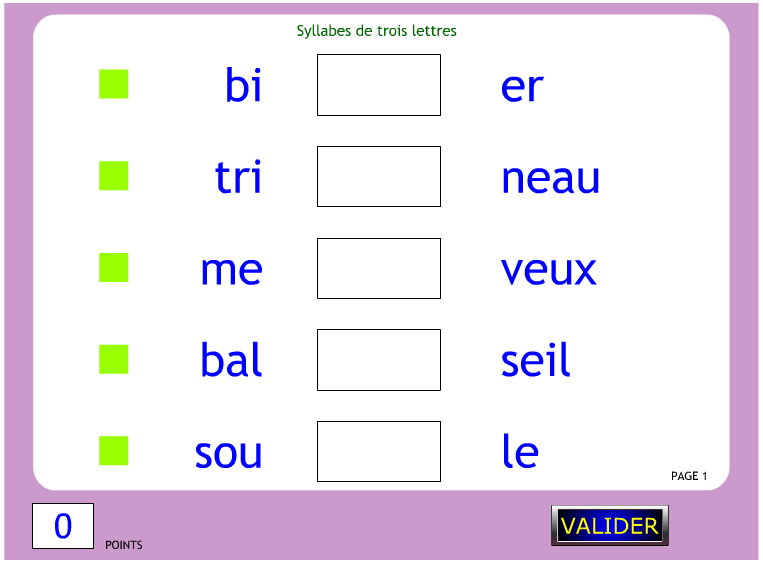 Syllabes de trois lettres
bi er
tri neau
me veux
bal seil
sou le
PAGE 1
0 POINTS
VALIDER